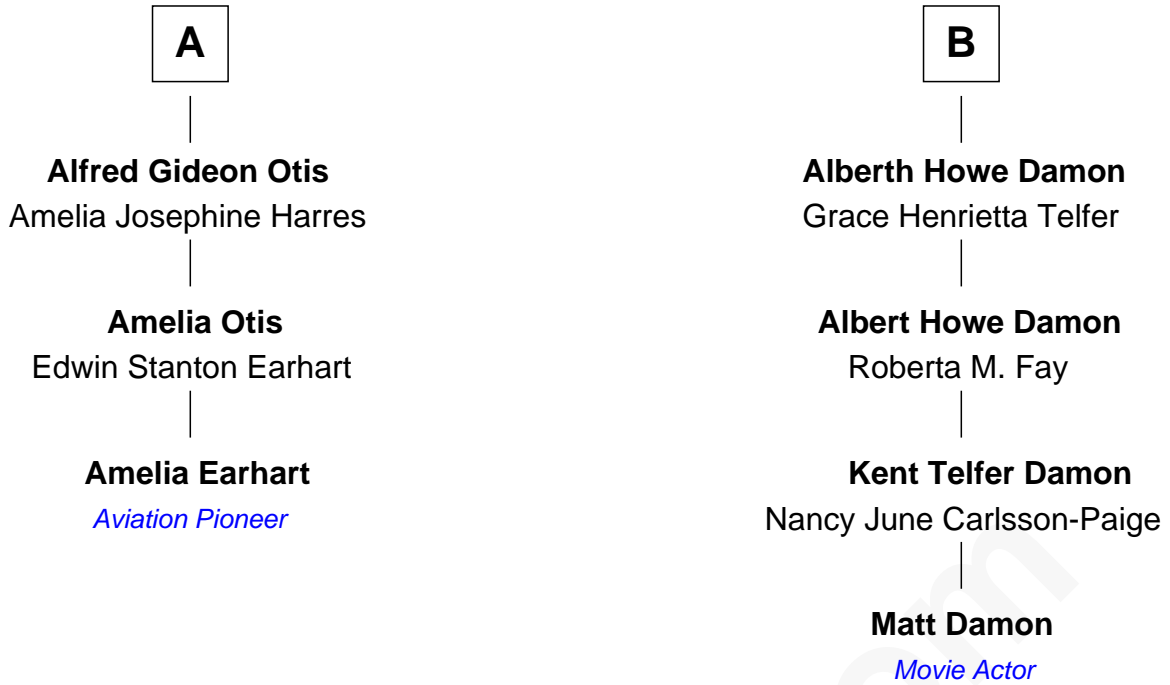 A
Alfred Gideon Otis
Amelia Josephine Harres
Amelia Otis
Edwin Stanton Earhart
Amelia Earhart
Aviation Pioneer
B
Alberth Howe Damon
Grace Henrietta Telfer
Albert Howe Damon
Roberta M. Fay
Kent Telfer Damon
Nancy June Carlsson-Paige
Matt Damon
Movie Actor